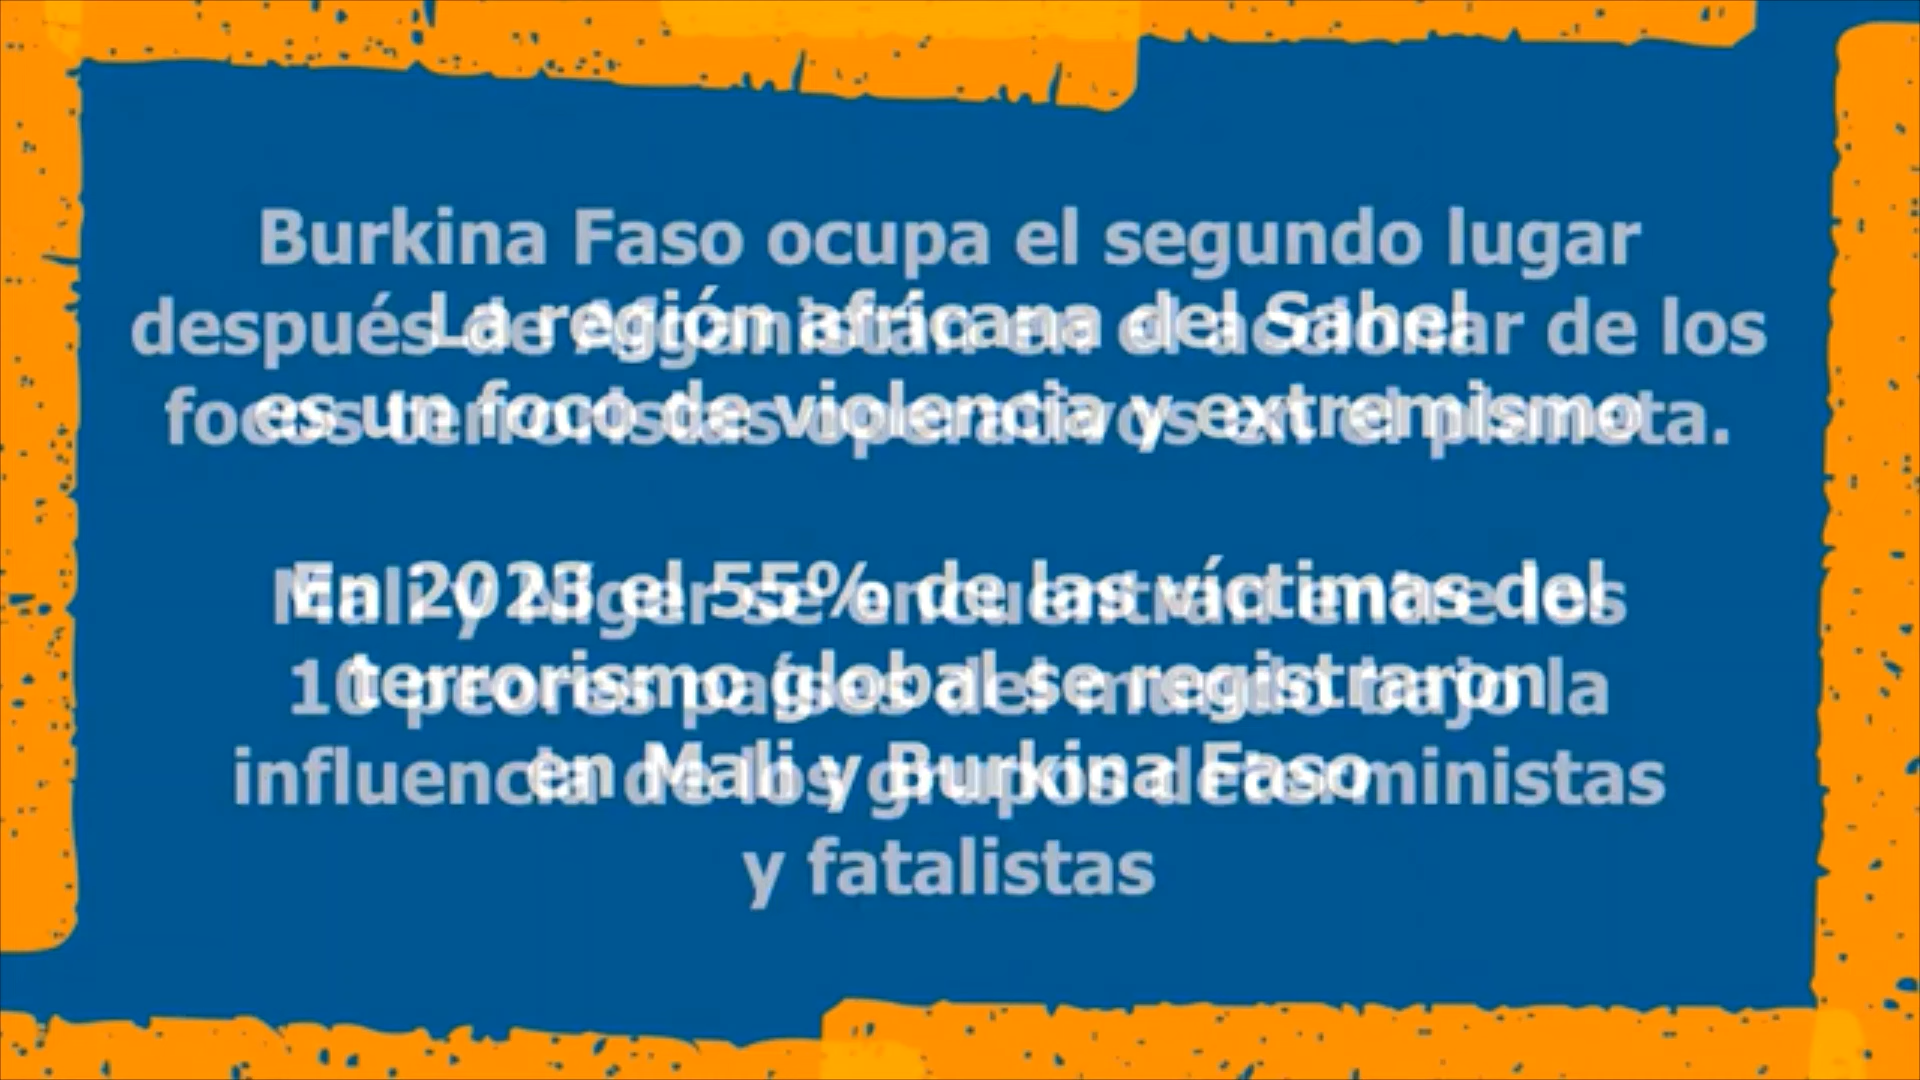 Burkina Faso ocupa el segundo lugar
después de Afganistán en el accionar de los
focos terroristas operativos en el planeta.
Mali y Níger se encuentran entre los
10 peores países del mundo bajo la
influencia de los grupos deterministas
y fatalistas
La región africana del Sahel
es un foco de violencia y extremismo
En el 55% de las víctimas del
terrorismo global se registraron
en Mali y Burkina Faso